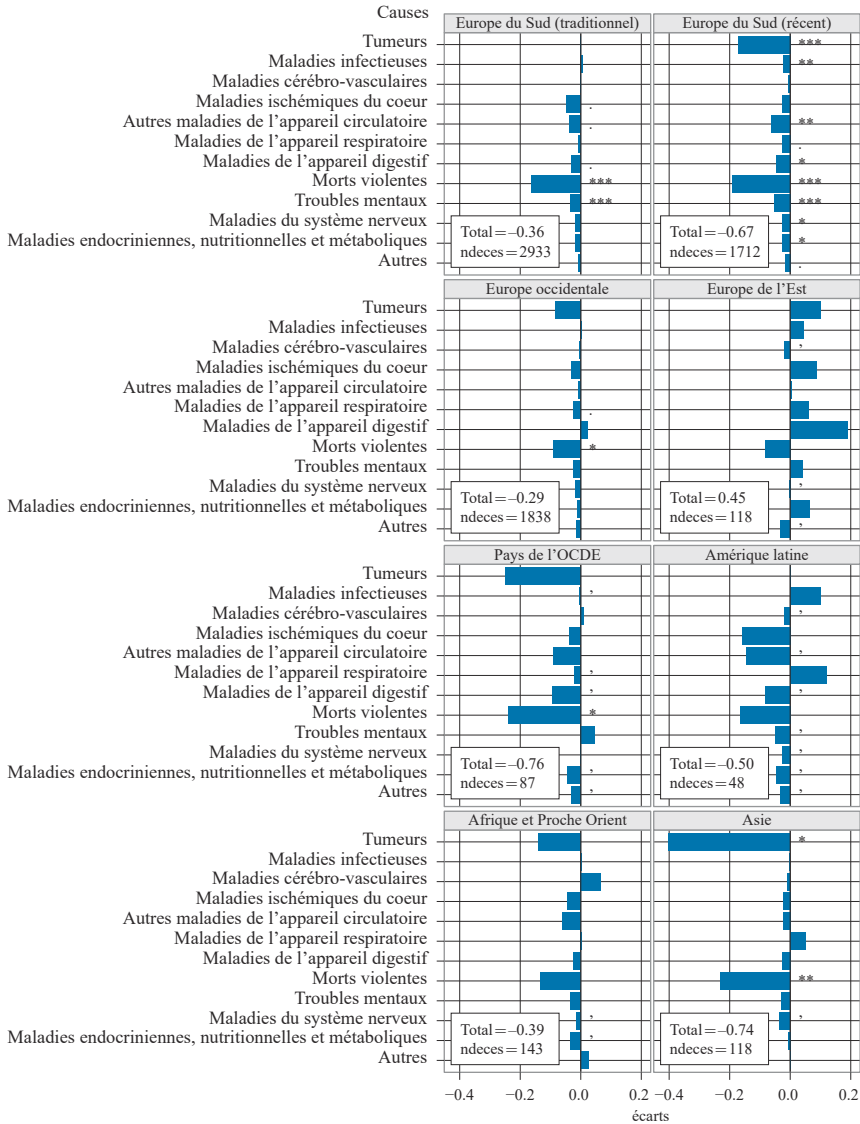 Causes
Europe du Sud (traditionnel) Europe du Sud (récent)
Tumeurs ***
Maladies infectieuses **
Maladies cérébro-vasculaires
Maladies ischémiques du coeur .
Autres maladies de l’appareil circulatoire . **
Maladies de l’appareil respiratoire .
Maladies de l’appareil digestif . *
Morts violentes *** ***
Troubles mentaux *** ***
Maladies du système nerveux *
Maladies endocriniennes, nutritionnelles et métaboliques *
Autres .
Total=–0.36
ndeces=2933
Total=–0.67
ndeces=1712
Europe occidentale Europe de l’Est
Tumeurs
Maladies infectieuses
Maladies cérébro-vasculaires ’
Maladies ischémiques du coeur
Autres maladies de l’appareil circulatoire
Maladies de l’appareil respiratoire .
Maladies de l’appareil digestif
Morts violentes *
Troubles mentaux
Maladies du système nerveux ’
Maladies endocriniennes, nutritionnelles et métaboliques
Autres ’
Total=–0.29
ndeces=1838
Total=0.45
ndeces=118
Pays de l’OCDE Amérique latine
Tumeurs
Maladies infectieuses ’
Maladies cérébro-vasculaires ’
Maladies ischémiques du coeur
Autres maladies de l’appareil circulatoire ’
Maladies de l’appareil respiratoire ’
Maladies de l’appareil digestif ’ ’
Morts violentes *
Troubles mentaux ’
Maladies du système nerveux ’
Maladies endocriniennes, nutritionnelles et métaboliques ’ ’
Autres ’ ’
Total=–0.76
ndeces=87
Total=–0.50
ndeces=48
Afrique et Proche Orient Asie
Tumeurs *
Maladies infectieuses
Maladies cérébro-vasculaires
Maladies ischémiques du coeur
Autres maladies de l’appareil circulatoire
Maladies de l’appareil respiratoire
Maladies de l’appareil digestif
Morts violentes **
Troubles mentaux
Maladies du système nerveux ’ ’
Maladies endocriniennes, nutritionnelles et métaboliques ’
Autres
Total=–0.39
ndeces=143
Total=–0.74
ndeces=118
–0.4 –0.2 0.0 0.2 –0.4 –0.2 0.0 0.2
écarts